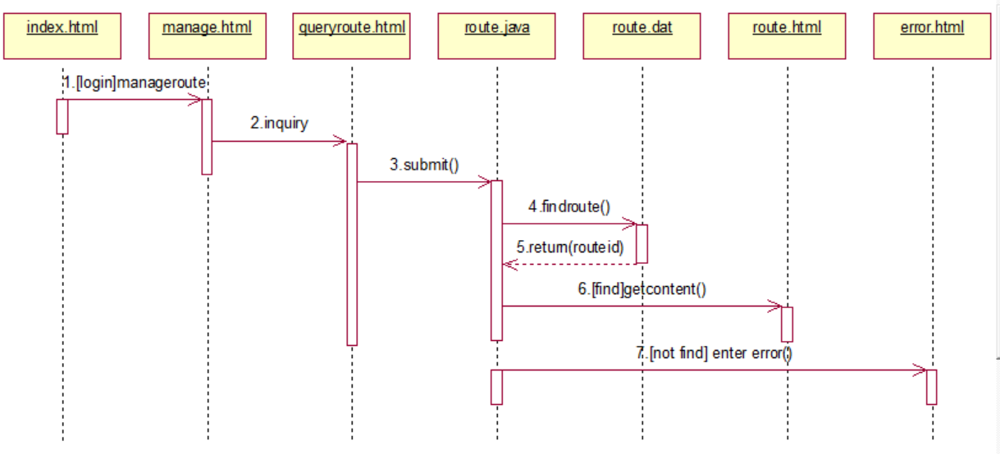 index.html manage.html queryroute.html route.java route.dat route.html error.html
1.[login]manageroute
2.inquiry
3.submit()
4.findroute()
5.return(routeid)
6.[find]getcontent()
7.[not find] enter error()